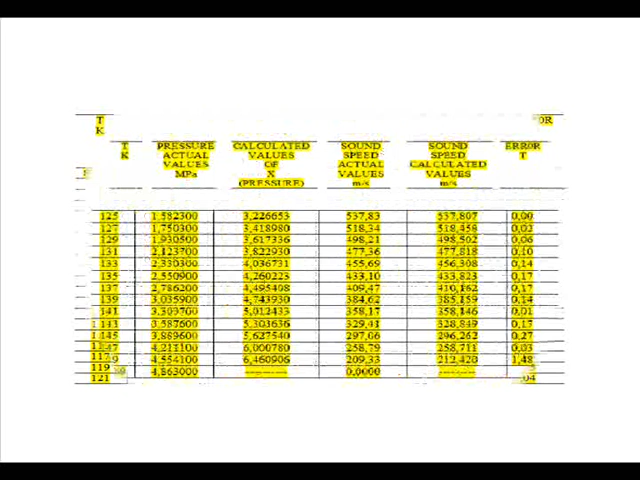 T
K
T PRESSURE CALCULATED SOUND SOUND ERROR
K ACTUAL VALUES SPEED SPEED T
VALUES OF ACTUAL CALCULATED
MPa X VALUES VALUES
(PRESSURE) m/s m/s
125 1,582300 3,226653 537,83 537,807 0,00
127 1,750300 3,418980 518,34 518,458 0,02
129 1,930500 3,617336 498,21 498,502 0,06
131 2,123700 3,822930 477,36 477,818 0,10
133 2,330300 4,036731 455,69 456,308 0,14
135 2,550900 4,260223 433,10 433,823 0,17
137 2,786200 4,495408 409,47 410,162 0,17
139 3,035900 4,743930 384,62 385,159 0,14
141 5,012433 358,17 358,146 0,01
143 5,303636 329,41 328,849 0,17
145 3,889600 5,627540 297,06 296,262 0,27
4,211100 6,000780 258,79 258,711 0,03
4,554100 6,460906 209,33 212,420 1,48
119 4,863000 0,0000
121